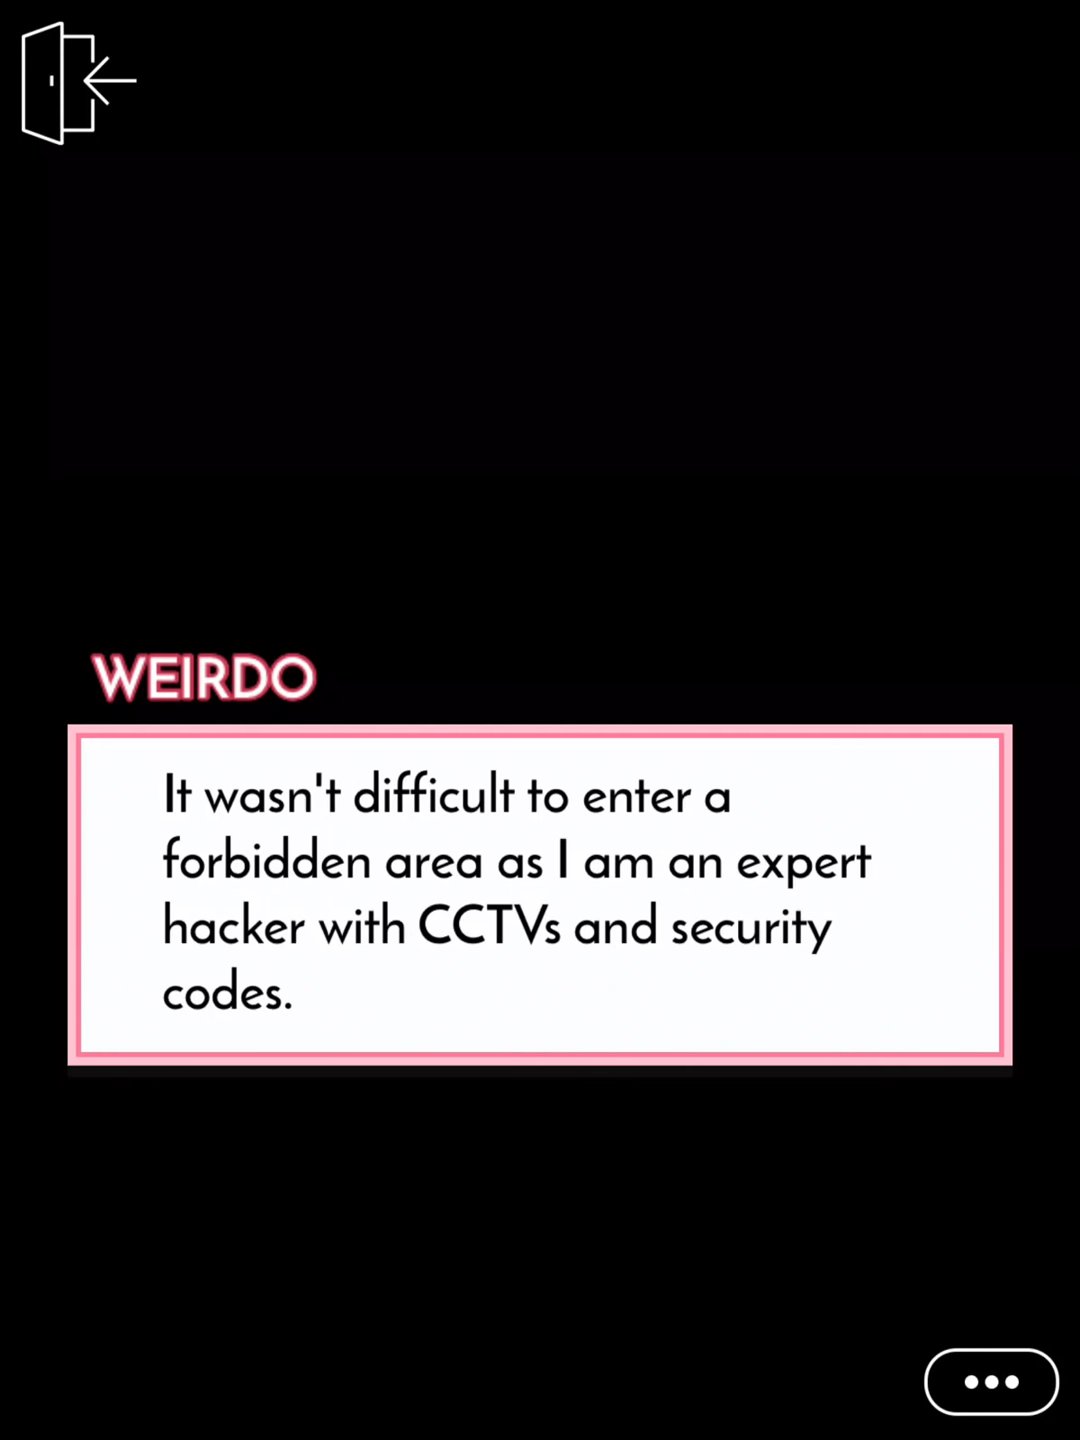 WEIRDO
It wasn't difficult to enter a
forbidden area as I am an expert
hacker with CCTVs and security
codes.